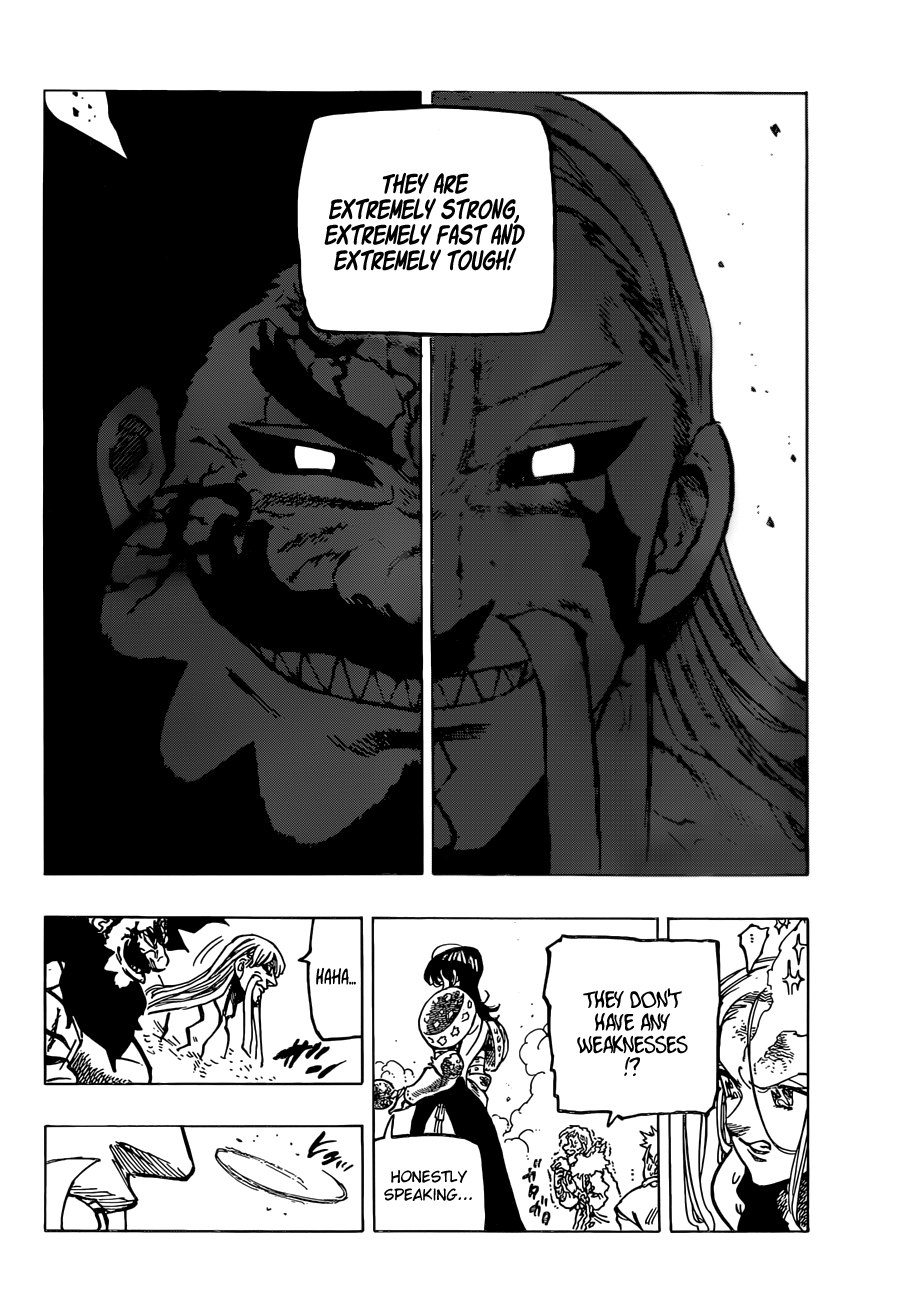 THEY ARE
EXTREMELY STRONG,
EXTREMELY FAST AND
EXTREMELY TOUGH!
...
THEY DON'T
HAVE ANY
WEAKNESSES
!?
HONESTLY
SPEAKING...
HAHA...